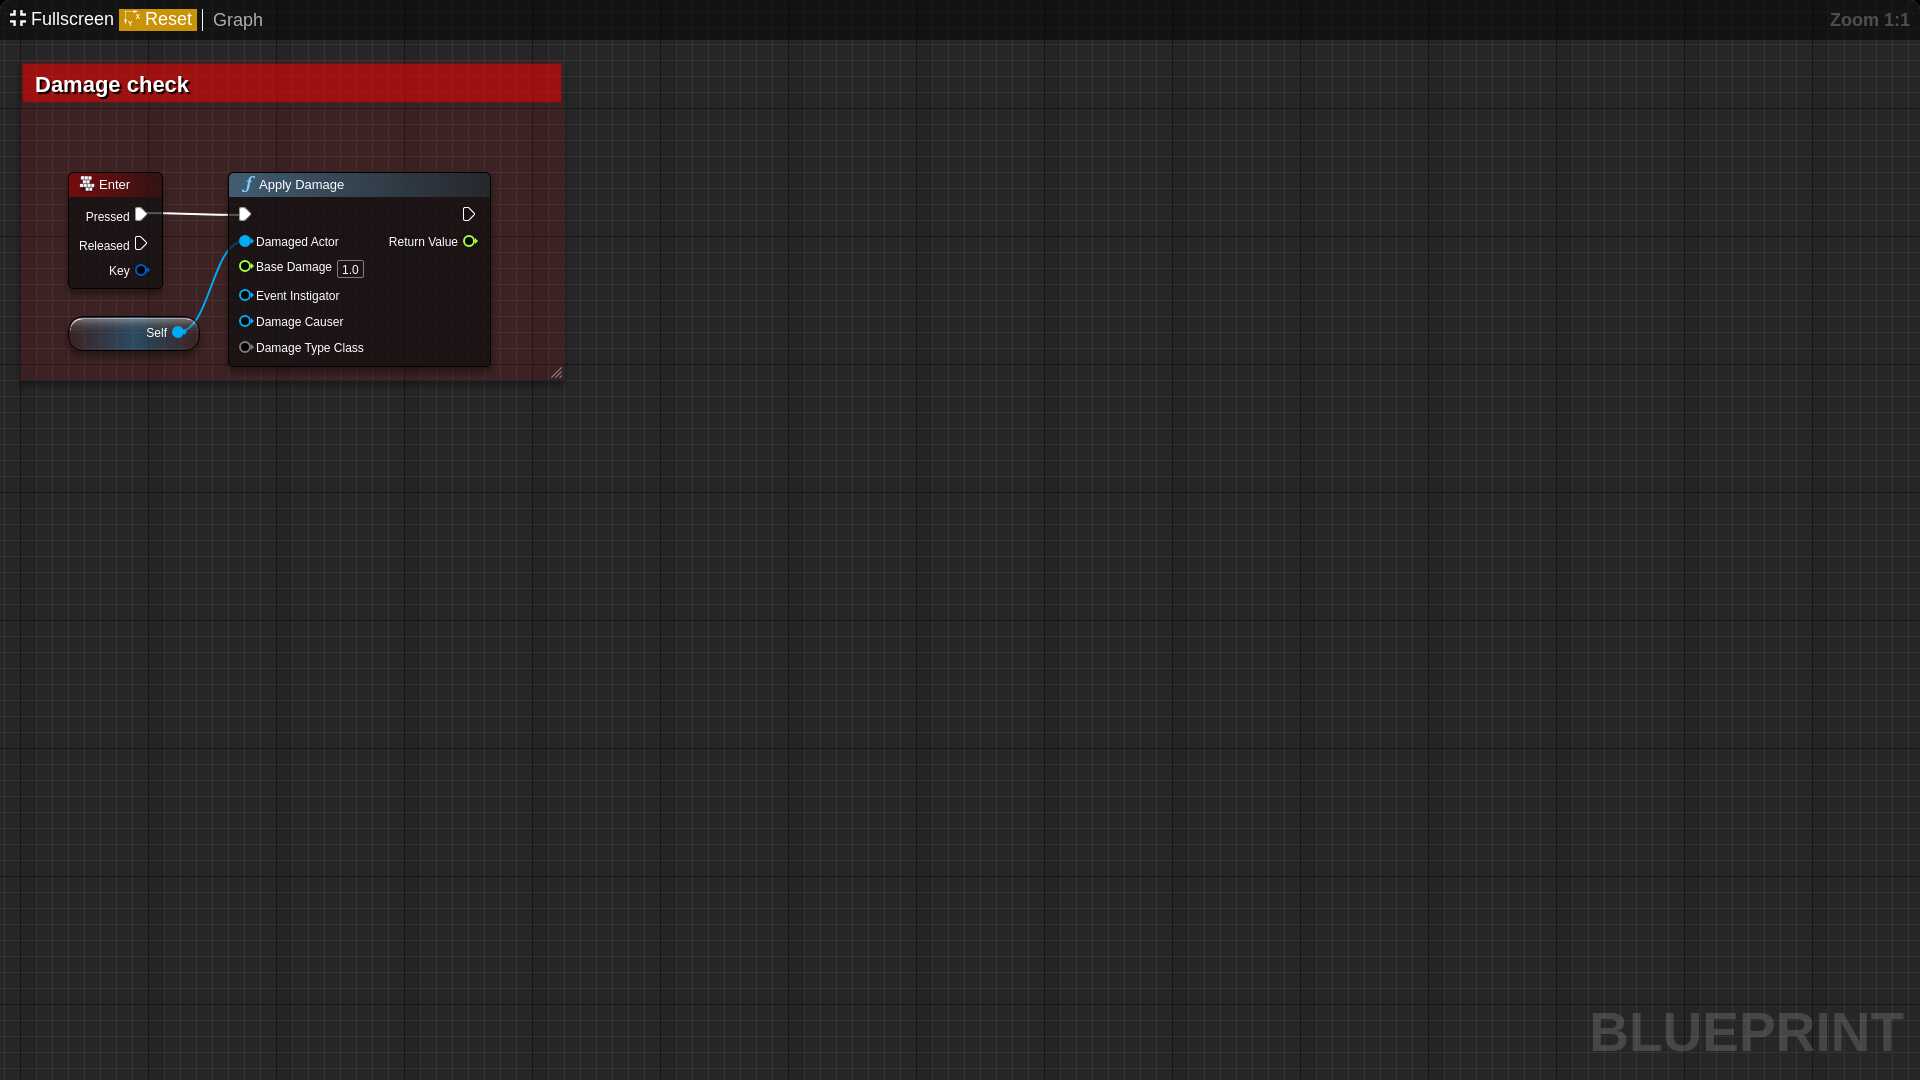 Fullscreen Reset Graph Zoom 1:1
Damage check
Enter
Pressed
Released
Key
Self
Apply Damage
Damaged Actor Return Value
Base Damage 1.0
Event Instigator
Damage Causer
Damage Type Class
BLUEPRINT